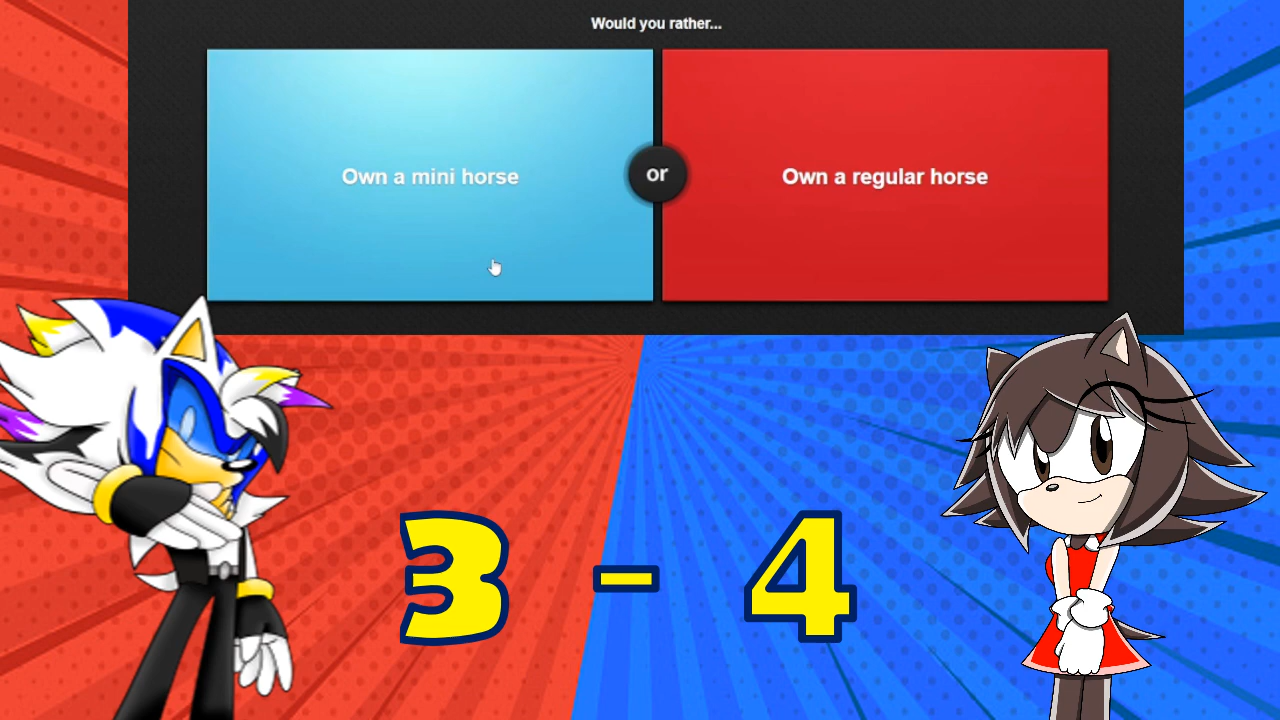 Would you rather...
Own a mini horse
or
Own a regular horse
3 - 4